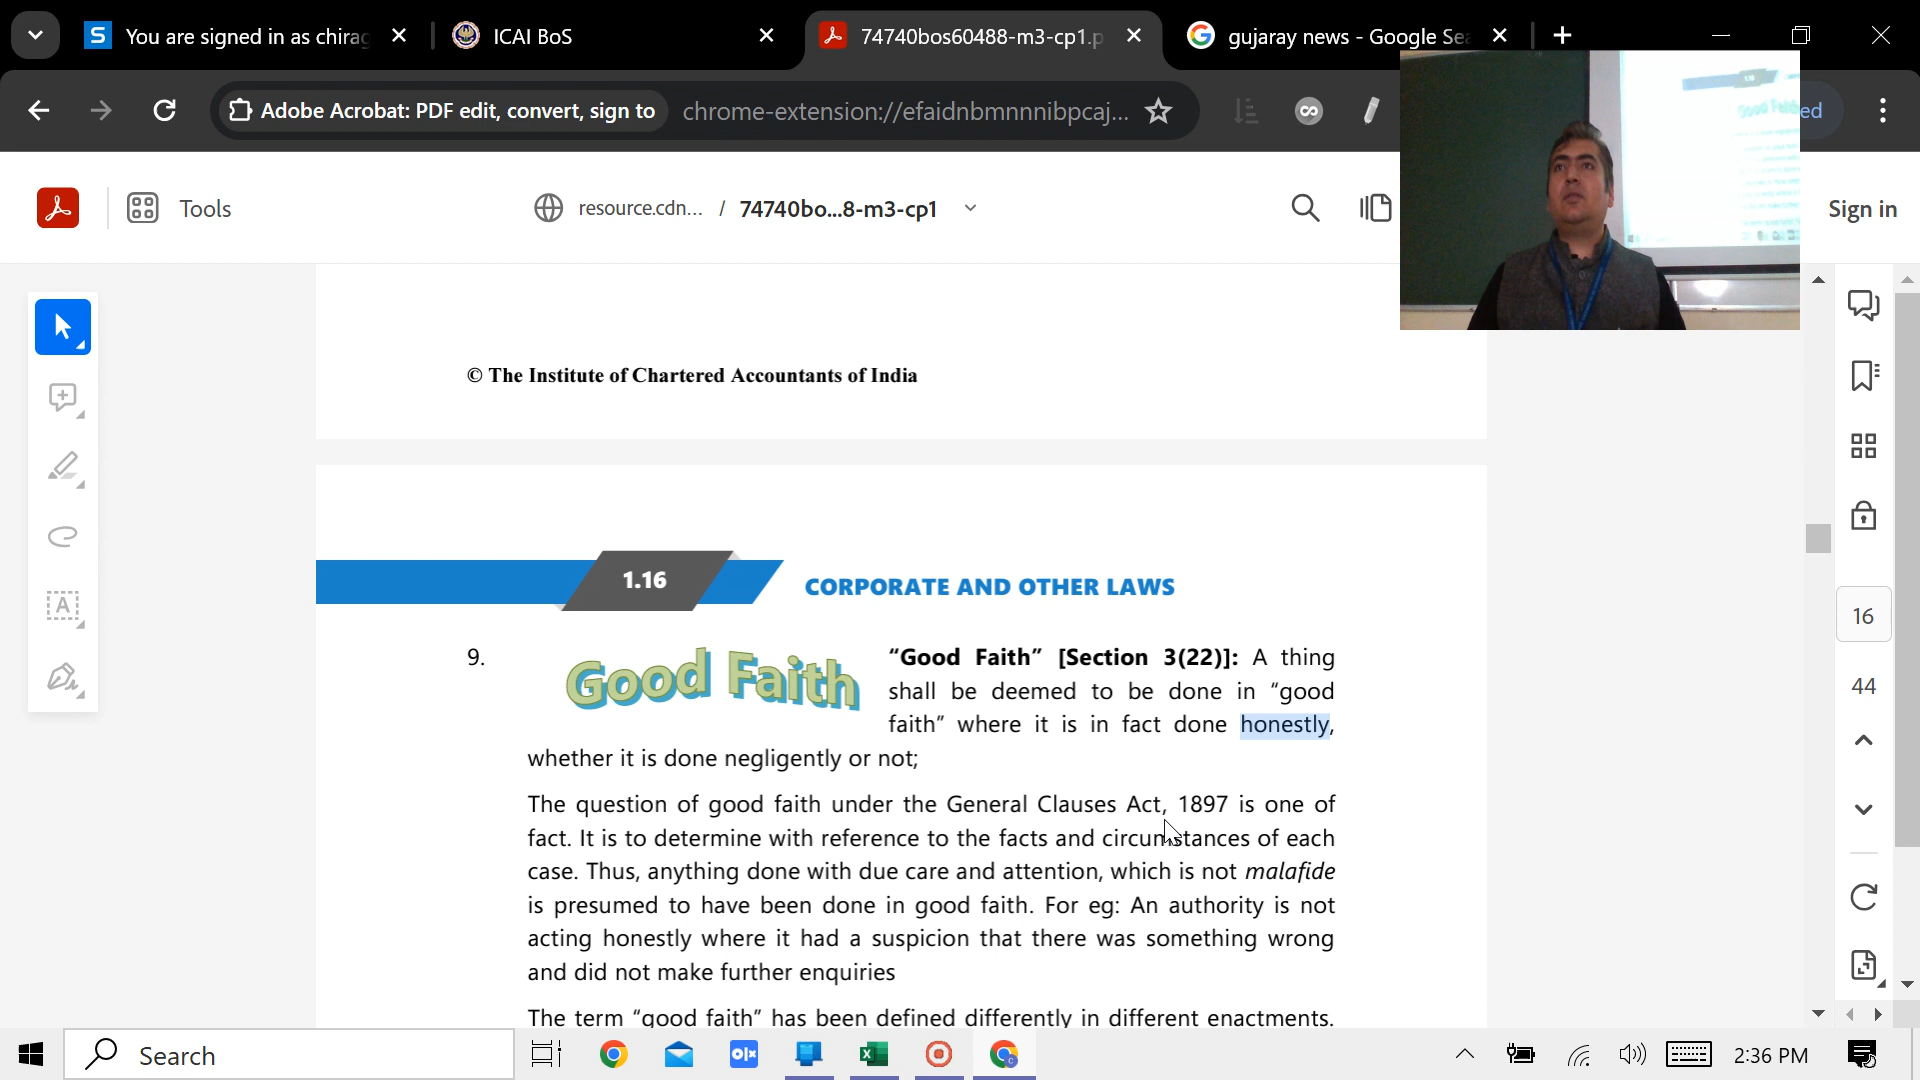 You are signed in as chirag
ICAI BoS
74740bos60488-m3-cp1.p
gujaray news - Google Se
Adobe Acrobat: PDF edit, convert, sign to
chrome-extension://efaidnbmnnnibpcaj...
ed
Tools
resource.cdn... / 74740bo...8-m3-cp1
Sign in
© The Institute of Chartered Accountants of India
1.16
CORPORATE AND OTHER LAWS
9.
Good Faith
“Good Faith” [Section 3(22)]: A thing
shall be deemed to be done in “good
faith” where it is in fact done honestly,
whether it is done negligently or not;
The question of good faith under the General Clauses Act, 1897 is one of
fact. It is to determine with reference to the facts and circumstances of each
case. Thus, anything done with due care and attention, which is not malafide
is presumed to have been done in good faith. For eg: An authority is not
acting honestly where it had a suspicion that there was something wrong
and did not make further enquiries
The term “good faith” has been defined differently in different enactments.
16
44
Search
2:36 PM